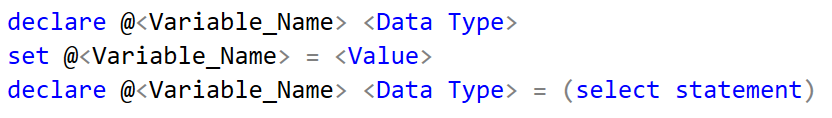 declare @<Variable_Name> <Data Type>
set @<Variable_Name> = <Value>
declare @<Variable_Name> <Data Type> = (select statement)